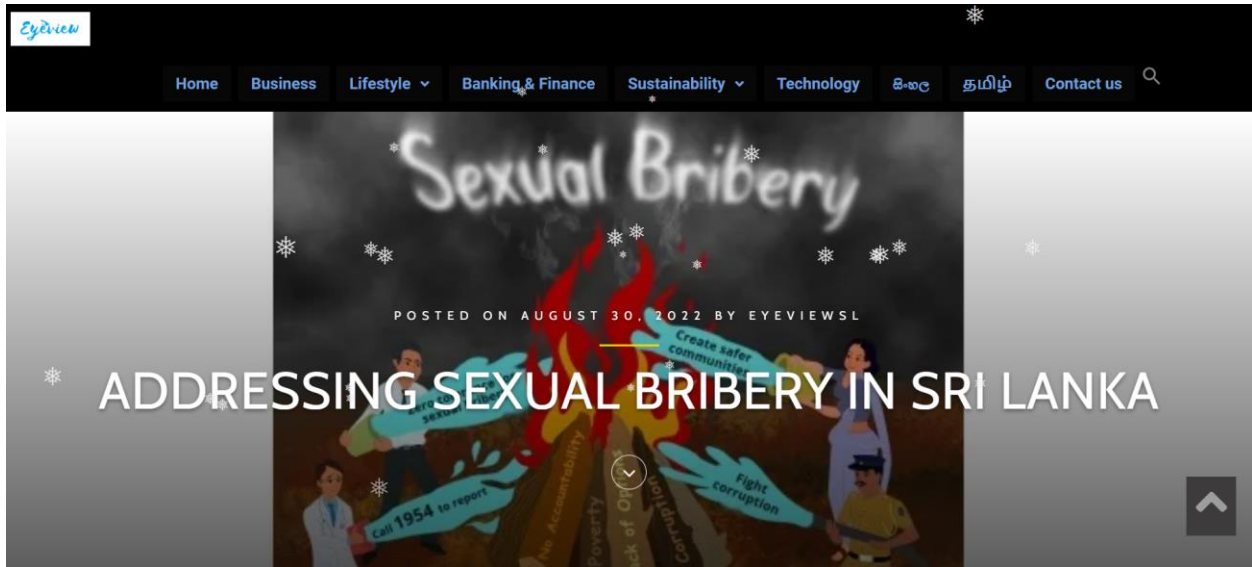 Eyeview
Home Business Lifestyle Banking & Finance Sustainability Technology සිංහල தமிழ் Contact us
Sexual Bribery
POSTED ON AUGUST 30, 2022 BY EYEVIEWSL
Create safer
communities
ADDRESSING SEXUAL BRIBERY IN SRI LANKA
Call 1954 to report
No Accountability
Poverty
of
Corruption
Fight
corruption